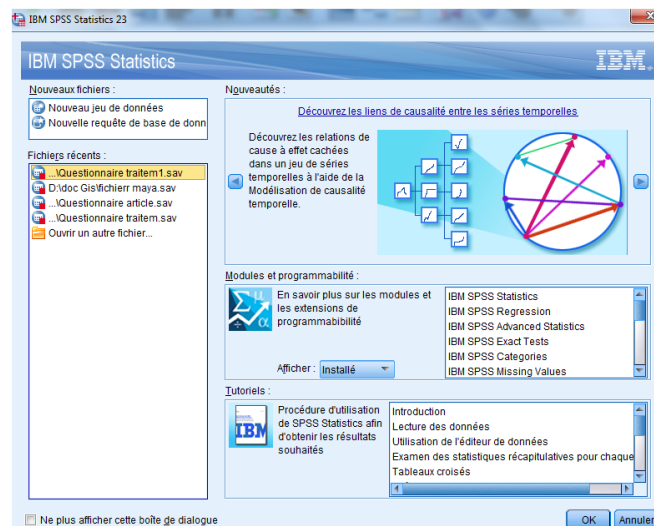 IBM SPSS Statistics 23
IBM SPSS Statistics
IBM.
Nouveaux fichiers :
Nouveau jeu de données
Nouvelle requête de base de donn
Fichiers récents :
...\Questionnaire traitem1.sav
D:\doc Gis\fichierr maya.sav
...\Questionnaire article.sav
...\Questionnaire traitem.sav
Ouvrir un autre fichier...
Nouveautés :
Découvrez les liens de causalité entre les séries temporelles
Découvrez les relations de
cause à effet cachées
dans un jeu de séries
temporelles à l'aide de la
Modélisation de causalité
temporelle.
Modules et programmabilité :
En savoir plus sur les modules et
les extensions de
programmabibilité
Afficher : Installé
IBM SPSS Statistics
IBM SPSS Regression
IBM SPSS Advanced Statistics
IBM SPSS Exact Tests
IBM SPSS Categories
IBM SPSS Missing Values
Tutoriels :
IBM
Procédure d'utilisation
de SPSS Statistics afin
d'obtenir les résultats
souhaités
Introduction
Lecture des données
Utilisation de l'éditeur de données
Examen des statistiques récapitulatives pour chaque
Tableaux croisés
Ne plus afficher cette boîte de dialogue
OK
Annuler